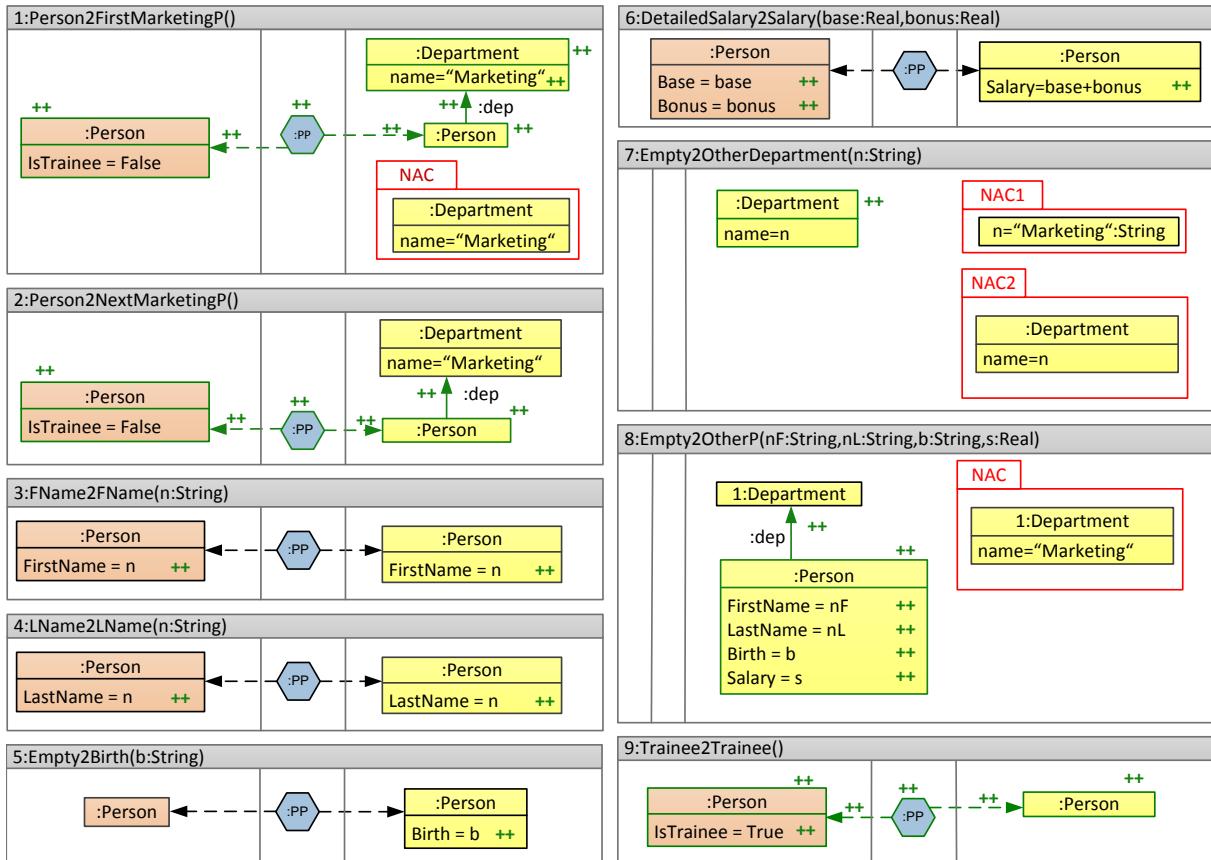 1:Person2FirstMarketingP()
:Department ++
name=“Marketing“ ++
++ :dep
++ ++
:Person ++ :PP ++ :Person ++
IsTrainee = False
NAC
:Department
name=“Marketing“
2:Person2NextMarketingP()
:Department
name=“Marketing“
++ ++ :dep
++ ++
:Person ++ :PP ++ :Person
IsTrainee = False
3:FName2FName(n:String)
:Person :PP :Person
FirstName = n ++ FirstName = n ++
4:LName2LName(n:String)
:Person :PP :Person
LastName = n ++ LastName = n ++
5:Empty2Birth(b:String)
:Person :PP :Person
Birth = b ++
6:DetailedSalary2Salary(base:Real,bonus:Real)
:Person :PP :Person
Base = base ++ Salary=base+bonus ++
Bonus = bonus ++
7:Empty2OtherDepartment(n:String)
:Department ++
name=n
NAC1
n=“Marketing“:String
NAC2
:Department
name=n
8:Empty2OtherP(nF:String,nL:String,b:String,s:Real)
1:Department
:dep ++
++
:Person
FirstName = nF ++
LastName = nL ++
Birth = b ++
Salary = s ++
NAC
1:Department
name=“Marketing“
9:Trainee2Trainee()
++ ++ ++
:Person ++ :PP ++ :Person
IsTrainee = True ++